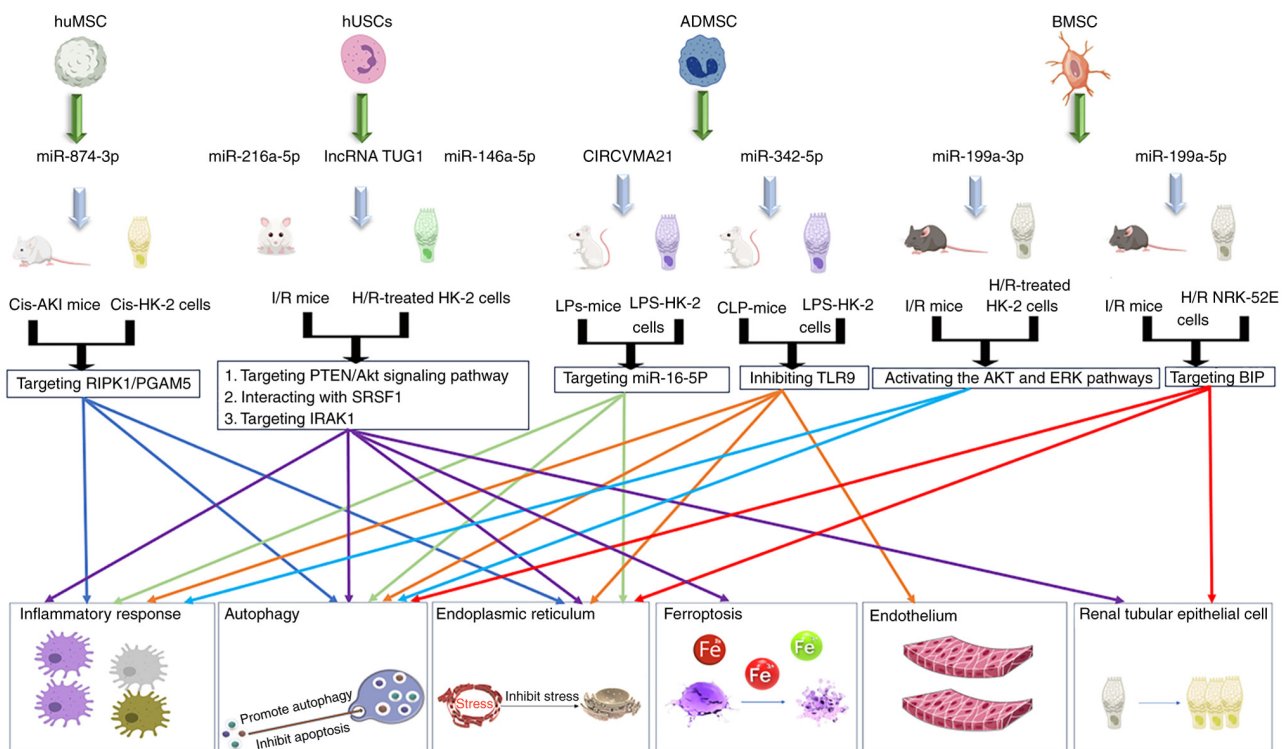 huMSC
hUSCs
ADMSC
BMSC
miR-874-3p
miR-216a-5p
lncRNA TUG1
miR-146a-5p
CIRCVMA21
miR-342-5p
miR-199a-3p
miR-199a-5p
Cis-AKI mice
Cis-HK-2 cells
I/R mice
H/R-treated HK-2 cells
LPs-mice
LPS-HK-2
cells
CLP-mice
LPS-HK-2
cells
I/R mice
H/R-treated
HK-2 cells
I/R mice
H/R NRK-52E
cells
Targeting RIPK1/PGAM5
1. Targeting PTEN/Akt signaling pathway
2. Interacting with SRSF1
3. Targeting IRAK1
Targeting miR-16-5P
Inhibiting TLR9
Activating the AKT and ERK pathways
Targeting BIP
Inflammatory response
Autophagy
Promote autophagy
Inhibit apoptosis
Endoplasmic reticulum
Stress
Inhibit stress
Ferroptosis
Fe
Fe
Fe
Endothelium
Renal tubular epithelial cell